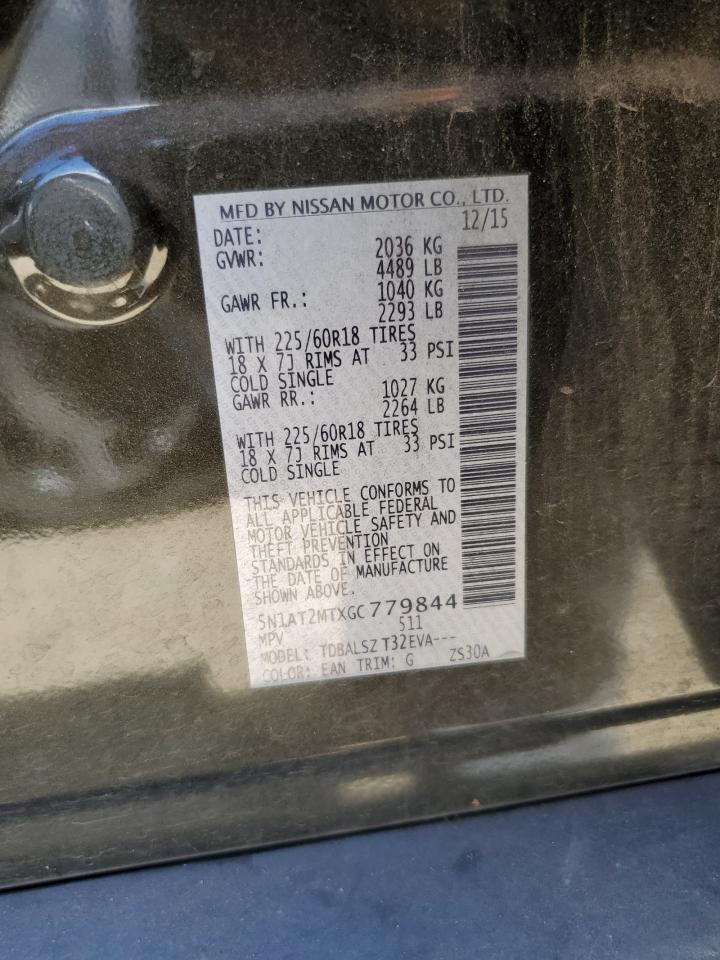 MFD BY NISSAN MOTOR CO., LTD.
DATE: 12/15
GVWR: 2036 KG
4489 LB
GAWR FR.: 1040 KG
2293 LB
WITH 225/60R18 TIRES
18 X 7J RIMS AT 33 PSI
COLD SINGLE
GAWR RR.: 1027 KG
2264 LB
WITH 225/60R18 TIRES
18 X 7J RIMS AT 33 PSI
COLD SINGLE
THIS VEHICLE CONFORMS TO
ALL APPLICABLE FEDERAL
MOTOR VEHICLE SAFETY AND
THEFT PREVENTION
STANDARDS IN EFFECT ON
THE DATE OF MANUFACTURE
SHOWN ABOVE.
5N1AT2MTXGC779844
MPV 511
MODEL: TDBALSZ T32EVA---
COLOR: EAN TRIM: G ZS30A